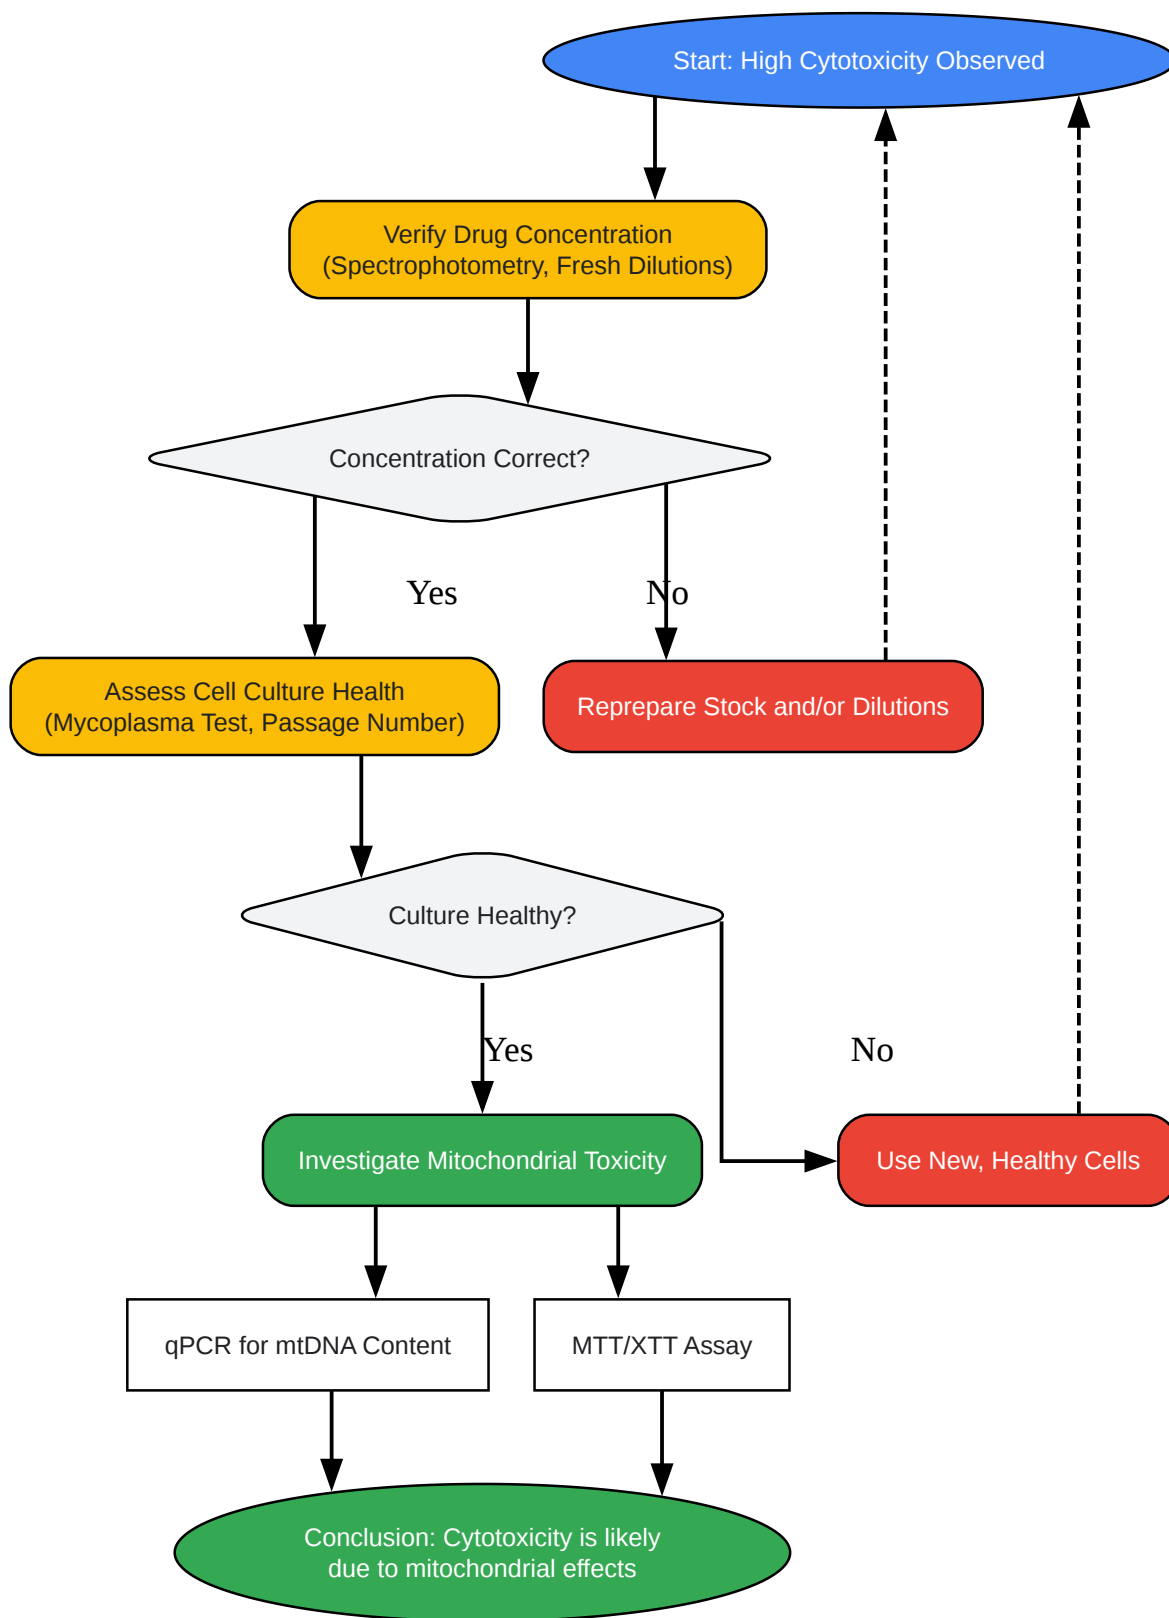 Start: High Cytotoxicity Observed
Verify Drug Concentration
(Spectrophotometry, Fresh Dilutions)
Concentration Correct?
Yes
No
Assess Cell Culture Health
(Mycoplasma Test, Passage Number)
Reprepare Stock and/or Dilutions
Culture Healthy?
Yes
No
Investigate Mitochondrial Toxicity
Use New, Healthy Cells
qPCR for mtDNA Content
MTT/XTT Assay
Conclusion: Cytotoxicity is likely
due to mitochondrial effects